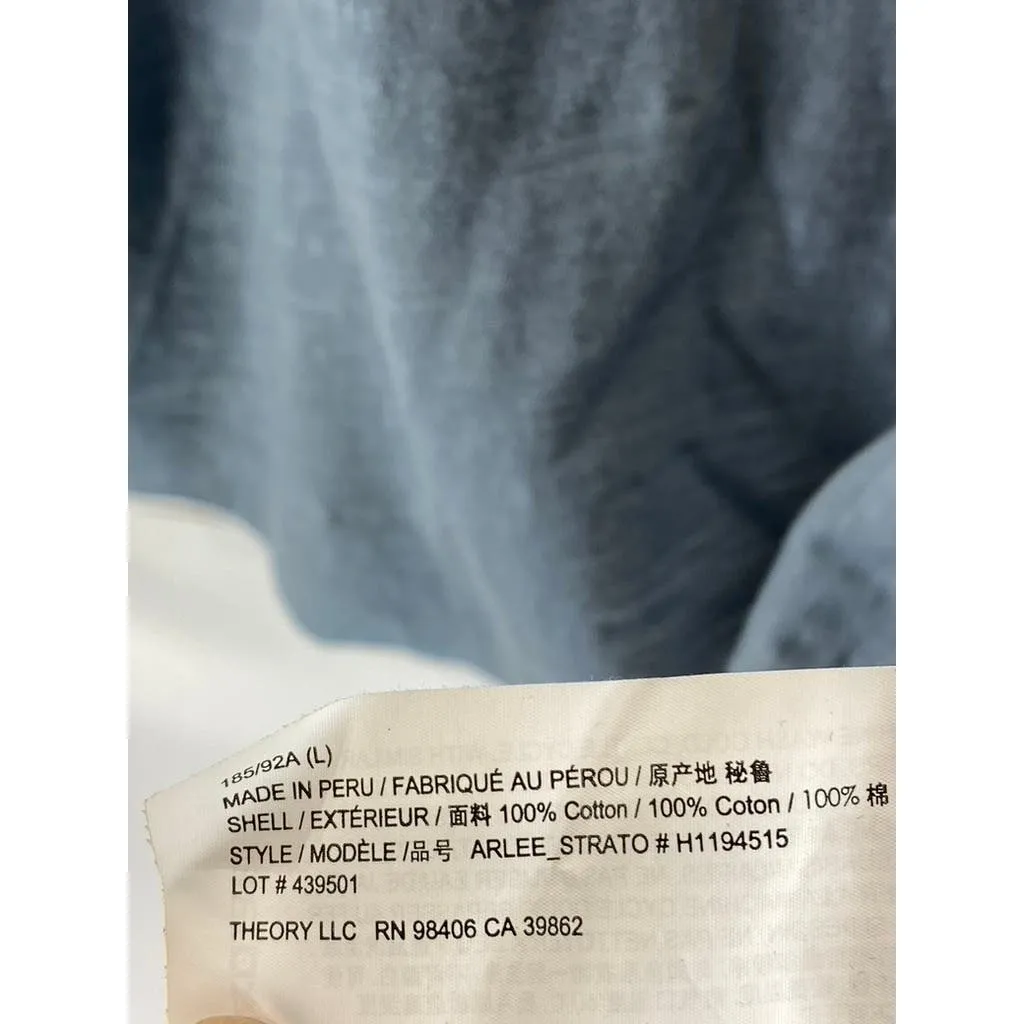 185/92A (L)
MADE IN PERU / FABRIQUÉ AU PÉROU / 原产地 秘鲁
SHELL / EXTÉRIEUR / 面料 100% Cotton / 100% Coton / 100% 棉
STYLE / MODÈLE /品号 ARLEE_STRATO # H1194515
LOT # 439501
THEORY LLC RN 98406 CA 39862